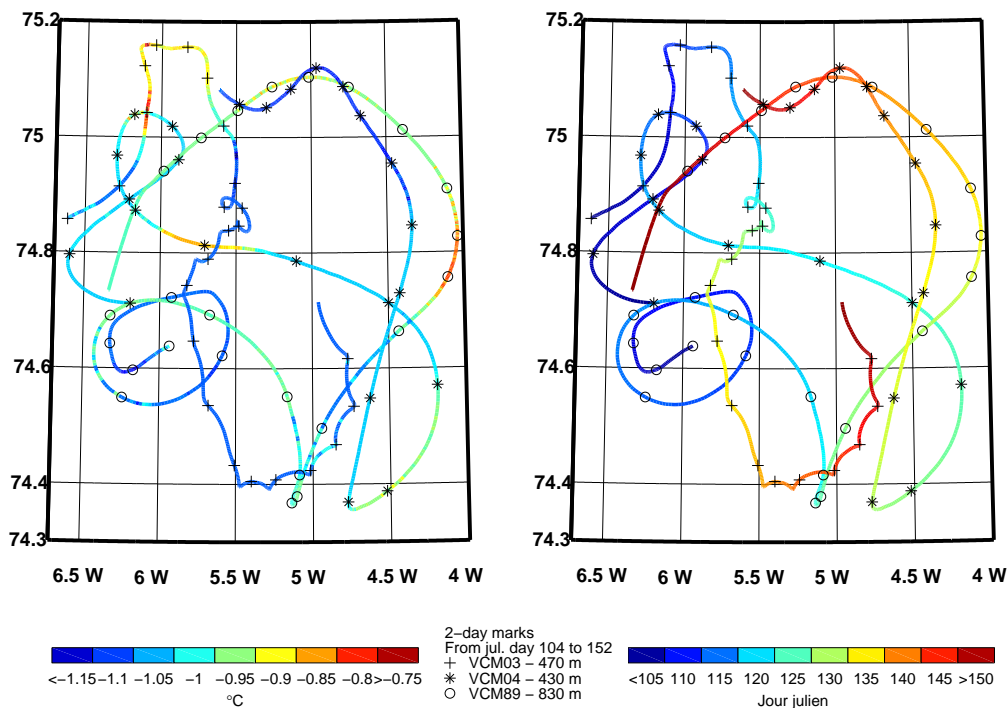 75.2
75
74.8
74.6
74.4
74.3
6.5 W 6 W 5.5 W 5 W 4.5 W 4 W
75.2
75
74.8
74.6
74.4
74.3
6.5 W 6 W 5.5 W 5 W 4.5 W 4 W
<−1.15 −1.1 −1.05 −1 −0.95 −0.9 −0.85 −0.8 >−0.75
°C
2−day marks
From jul. day 104 to 152
VCM03 − 470 m
VCM04 − 430 m
VCM89 − 830 m
<105 110 115 120 125 130 135 140 145 >150
Jour julien